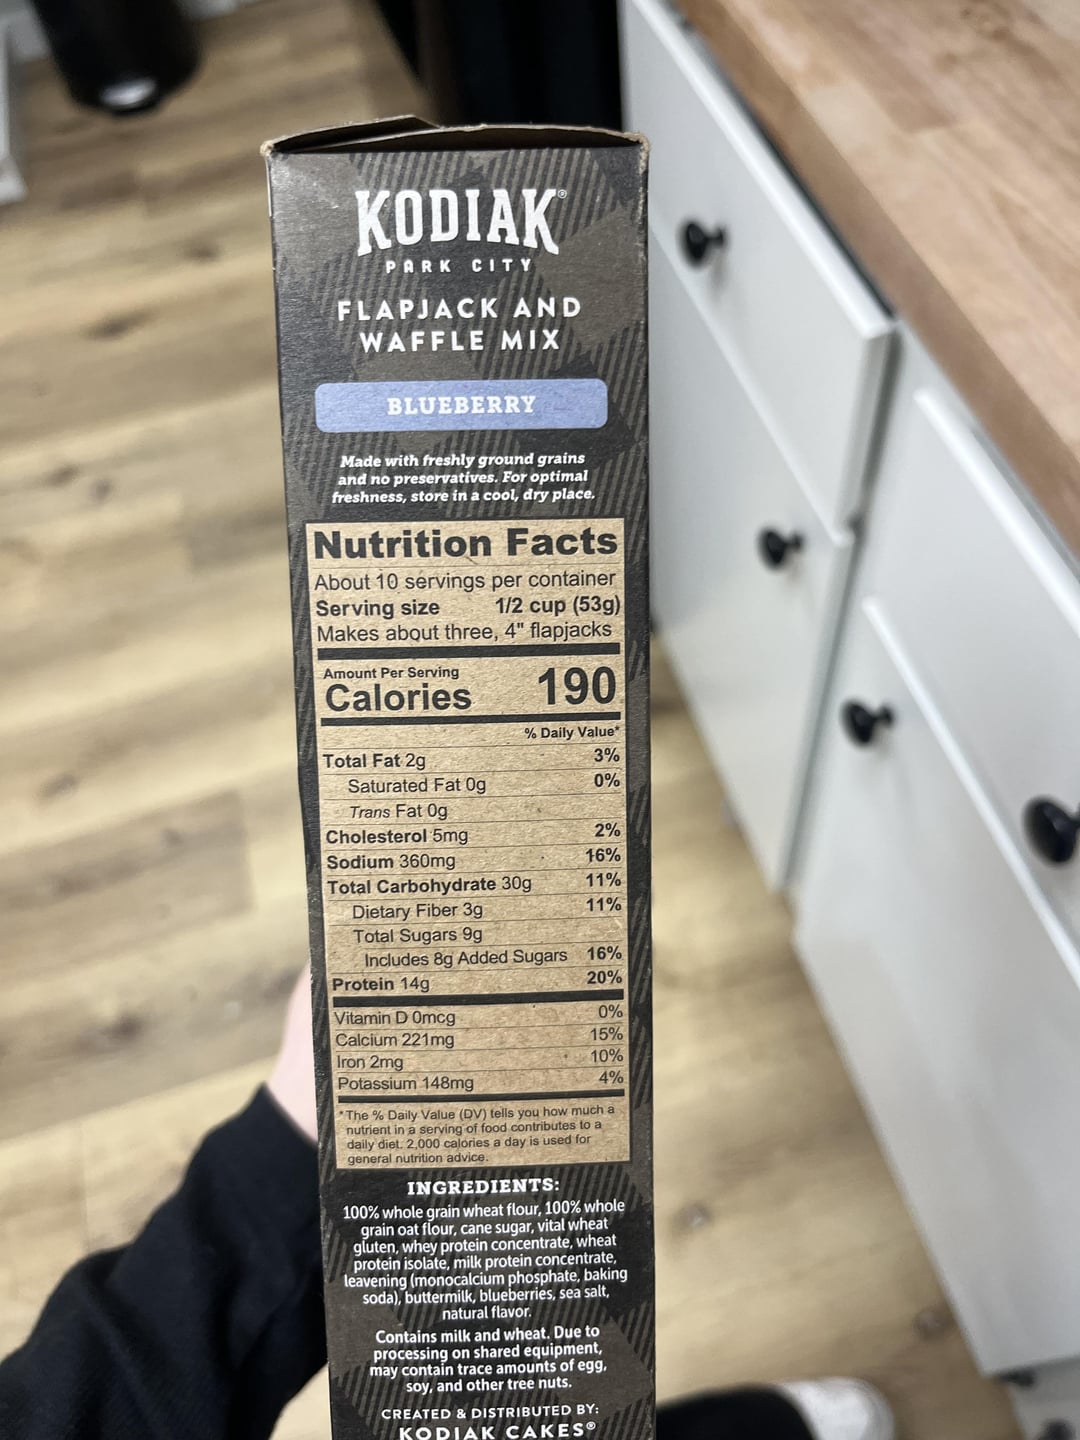 KODIAK®
PARK CITY
FLAPJACK AND
WAFFLE MIX
BLUEBERRY
Made with freshly ground grains
and no preservatives. For optimal
freshness, store in a cool, dry place.
Nutrition Facts
About 10 servings per container
Serving size 1/2 cup (53g)
Makes about three, 4" flapjacks
Amount Per Serving
Calories 190
% Daily Value*
Total Fat 2g 3%
Saturated Fat 0g 0%
Trans Fat 0g
Cholesterol 5mg 2%
Sodium 360mg 16%
Total Carbohydrate 30g 11%
Dietary Fiber 3g 11%
Total Sugars 9g
Includes 8g Added Sugars 16%
Protein 14g 20%
Vitamin D 0mcg 0%
Calcium 221mg 15%
Iron 2mg 10%
Potassium 148mg 4%
*The % Daily Value (DV) tells you how much a
nutrient in a serving of food contributes to a
daily diet. 2,000 calories a day is used for
general nutrition advice.
INGREDIENTS:
100% whole grain wheat flour, 100% whole
grain oat flour, cane sugar, vital wheat
gluten, whey protein concentrate, wheat
protein isolate, milk protein concentrate,
leavening (monocalcium phosphate, baking
soda), buttermilk, blueberries, sea salt,
natural flavor.
Contains milk and wheat. Due to
processing on shared equipment,
may contain trace amounts of egg,
soy, and other tree nuts.
CREATED & DISTRIBUTED BY:
KODIAK CAKES®